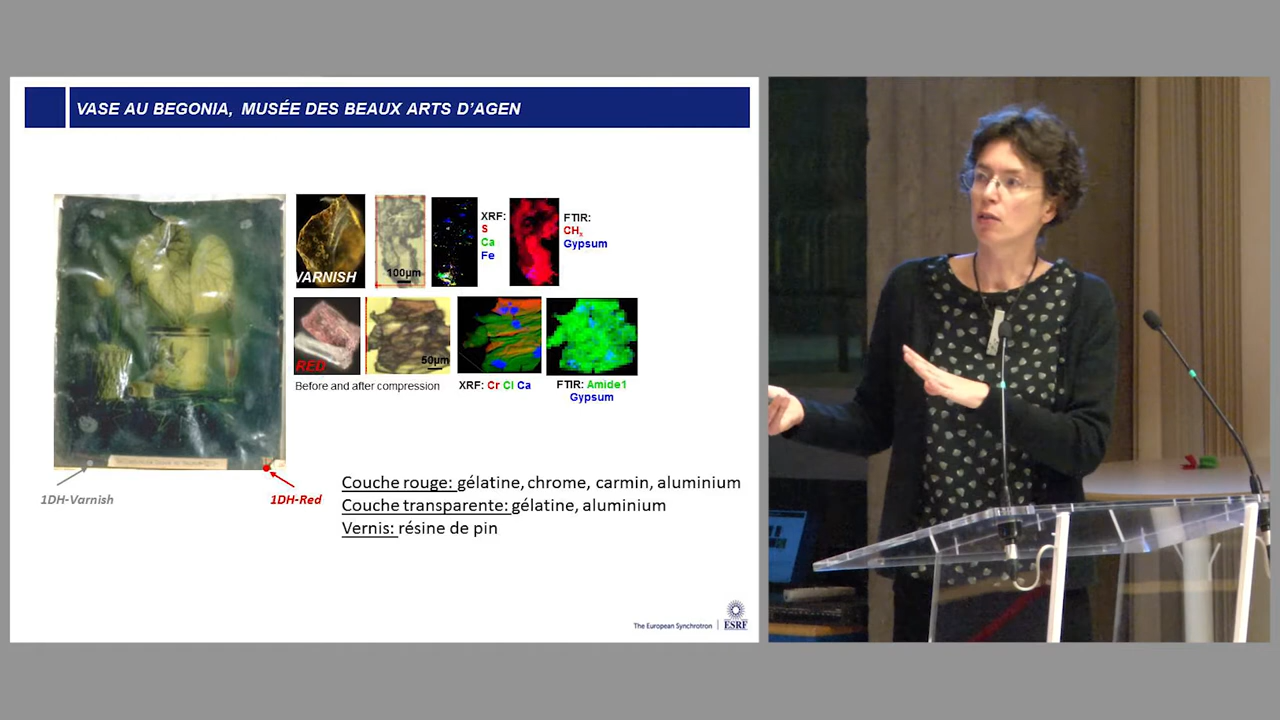 VASE AU BEGONIA, MUSÉE DES BEAUX ARTS D'AGEN
VARNISH
100µm
XRF:
S
Ca
Fe
FTIR:
CHx
Gypsum
RED
50µm
Before and after compression
XRF: Cr Cl Ca
FTIR: Amide1
Gypsum
1DH-Varnish
1DH-Red
Couche rouge: gélatine, chrome, carmin, aluminium
Couche transparente: gélatine, aluminium
Vernis: résine de pin
The European Synchrotron
ESRF